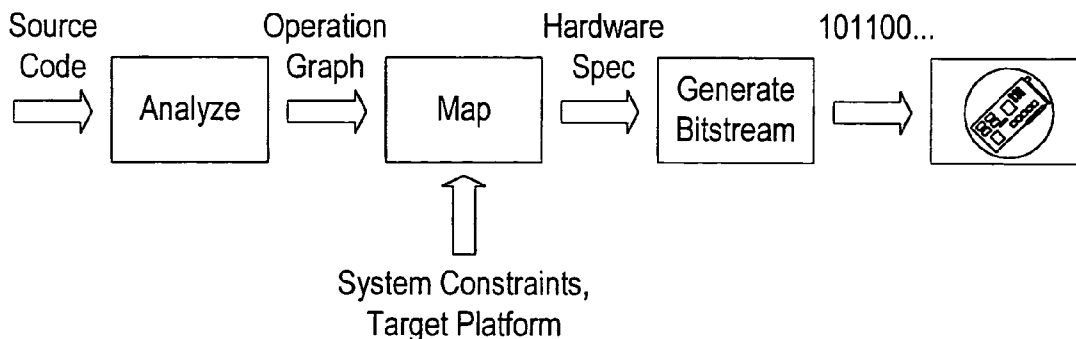 Source
Code
Operation
Graph
Hardware
Spec
101100...
Analyze
Map
Generate
Bitstream
System Constraints,
Target Platform